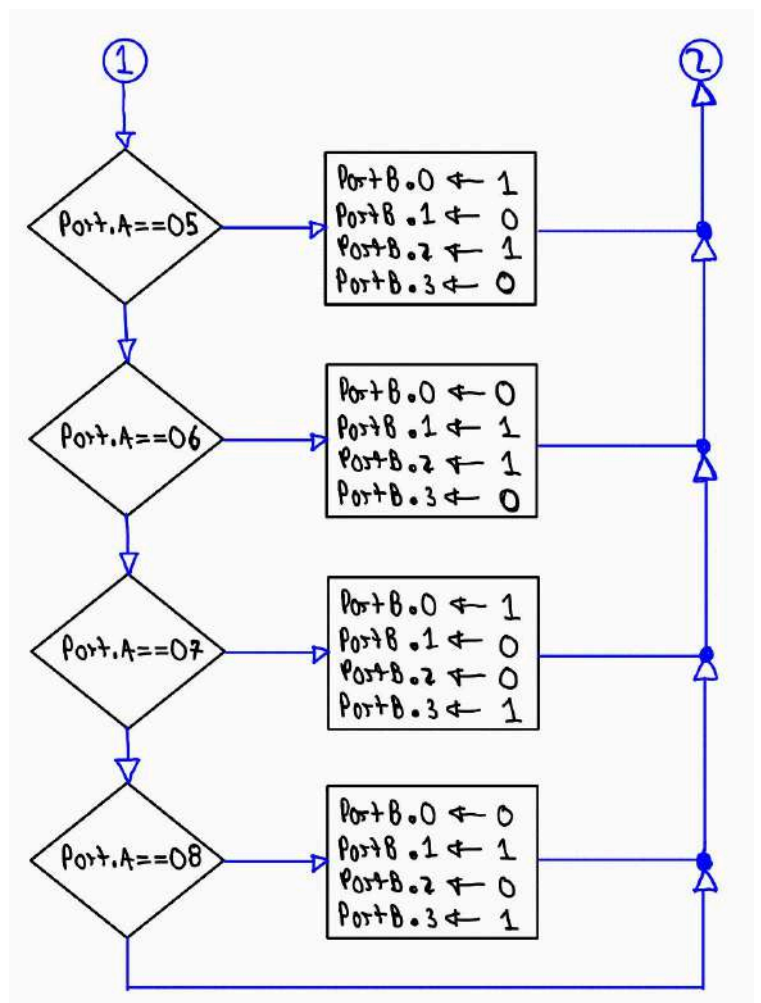 1
2
Port.A==05
PortB.0 ← 1
PortB.1 ← 0
PortB.2 ← 1
PortB.3 ← 0
Port.A==06
PortB.0 ← 0
PortB.1 ← 1
PortB.2 ← 1
PortB.3 ← 0
Port.A==07
PortB.0 ← 1
PortB.1 ← 0
PortB.2 ← 0
PortB.3 ← 1
Port.A==08
PortB.0 ← 0
PortB.1 ← 1
PortB.2 ← 0
PortB.3 ← 1